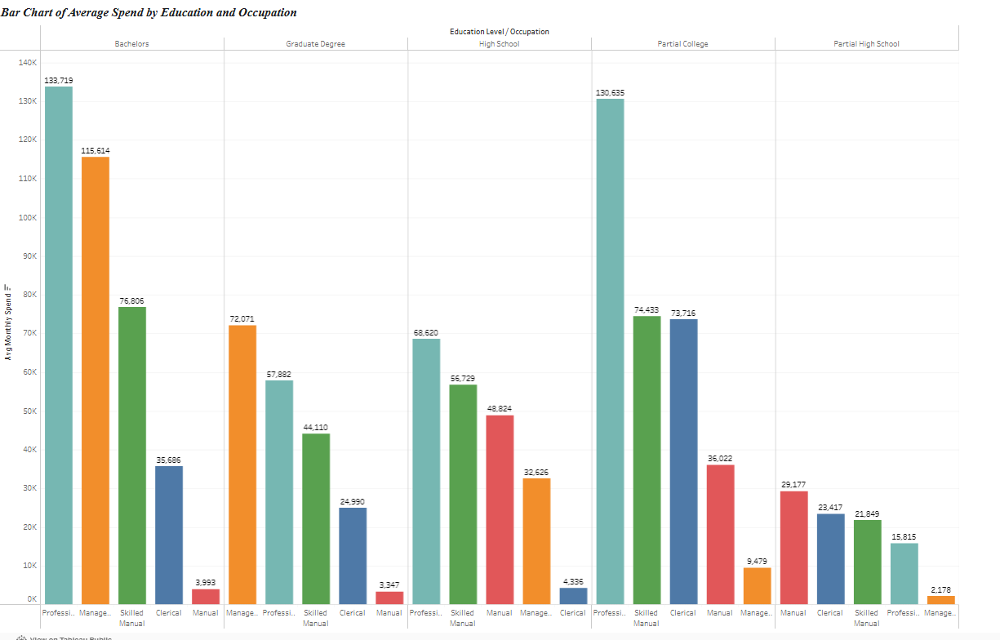 Bar Chart of Average Spend by Education and Occupation
Education Level / Occupation
Bachelors Graduate Degree High School Partial College Partial High School
Avg Monthly Spend
140K
130K
120K
110K
100K
90K
80K
70K
60K
50K
40K
30K
20K
10K
0K
133,719
115,614
76,806
35,686
3,993
72,071
57,882
44,110
24,990
3,347
68,620
56,729
48,824
32,626
4,336
130,635
74,433
73,716
36,022
9,479
29,177
23,417
21,849
15,815
2,178
Professi.. Manage.. Skilled Manual Clerical Manual
Manage.. Professi.. Skilled Manual Clerical Manual
Professi.. Skilled Manual Manual Manage.. Clerical
Professi.. Skilled Manual Clerical Manual Manage..
Manual Clerical Skilled Manual Professi.. Manage..
View on Tableau Public